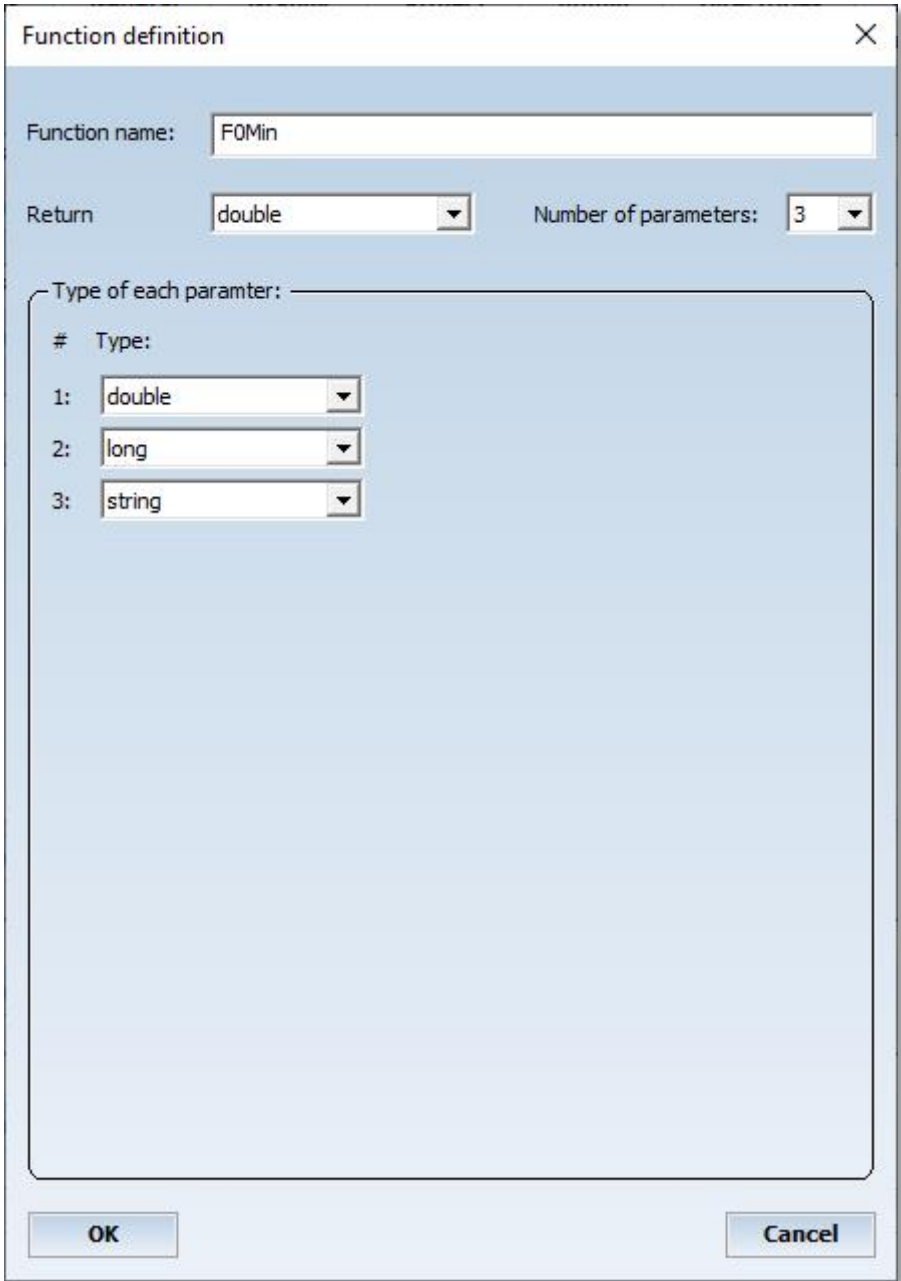 Function definition
Function name: F0Min
Return double Number of parameters: 3
Type of each paramter:
# Type:
1: double
2: long
3: string
OK Cancel